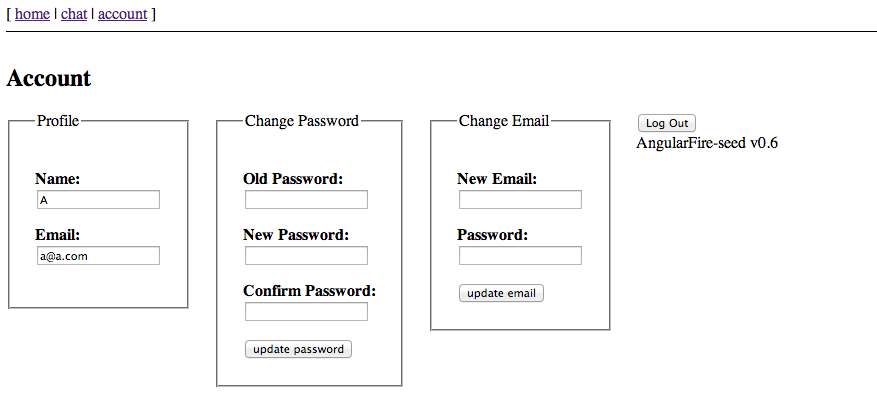 [ home | chat | account ]
Account
Profile
Name:
A
Email:
a@a.com
Change Password
Old Password:
New Password:
Confirm Password:
update password
Change Email
New Email:
Password:
update email
Log Out
AngularFire-seed v0.6